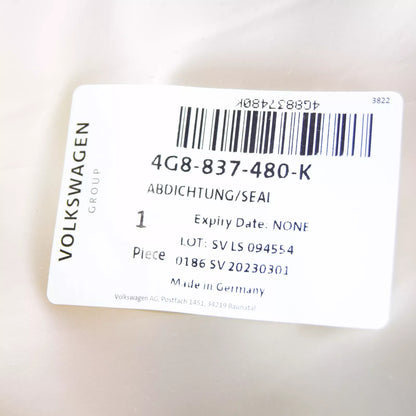 VOLKSWAGEN
GROUP
4G8837480K
3822
4G8-837-480-K
ABDICHTUNG/SEAL
1
Piece
Expiry Date: NONE
LOT: SV LS 094554
0186 SV 20230301
Made in Germany
Volkswagen AG, Postfach 1451, 34219 Baunatal